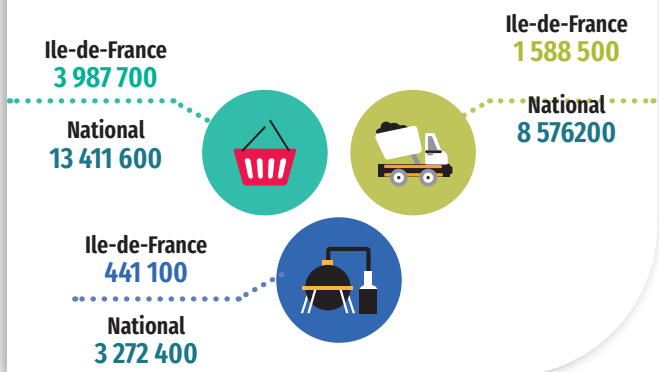 Ile-de-France
3 987 700
National
13 411 600
Ile-de-France
1 588 500
National
8 576200
Ile-de-France
441 100
National
3 272 400